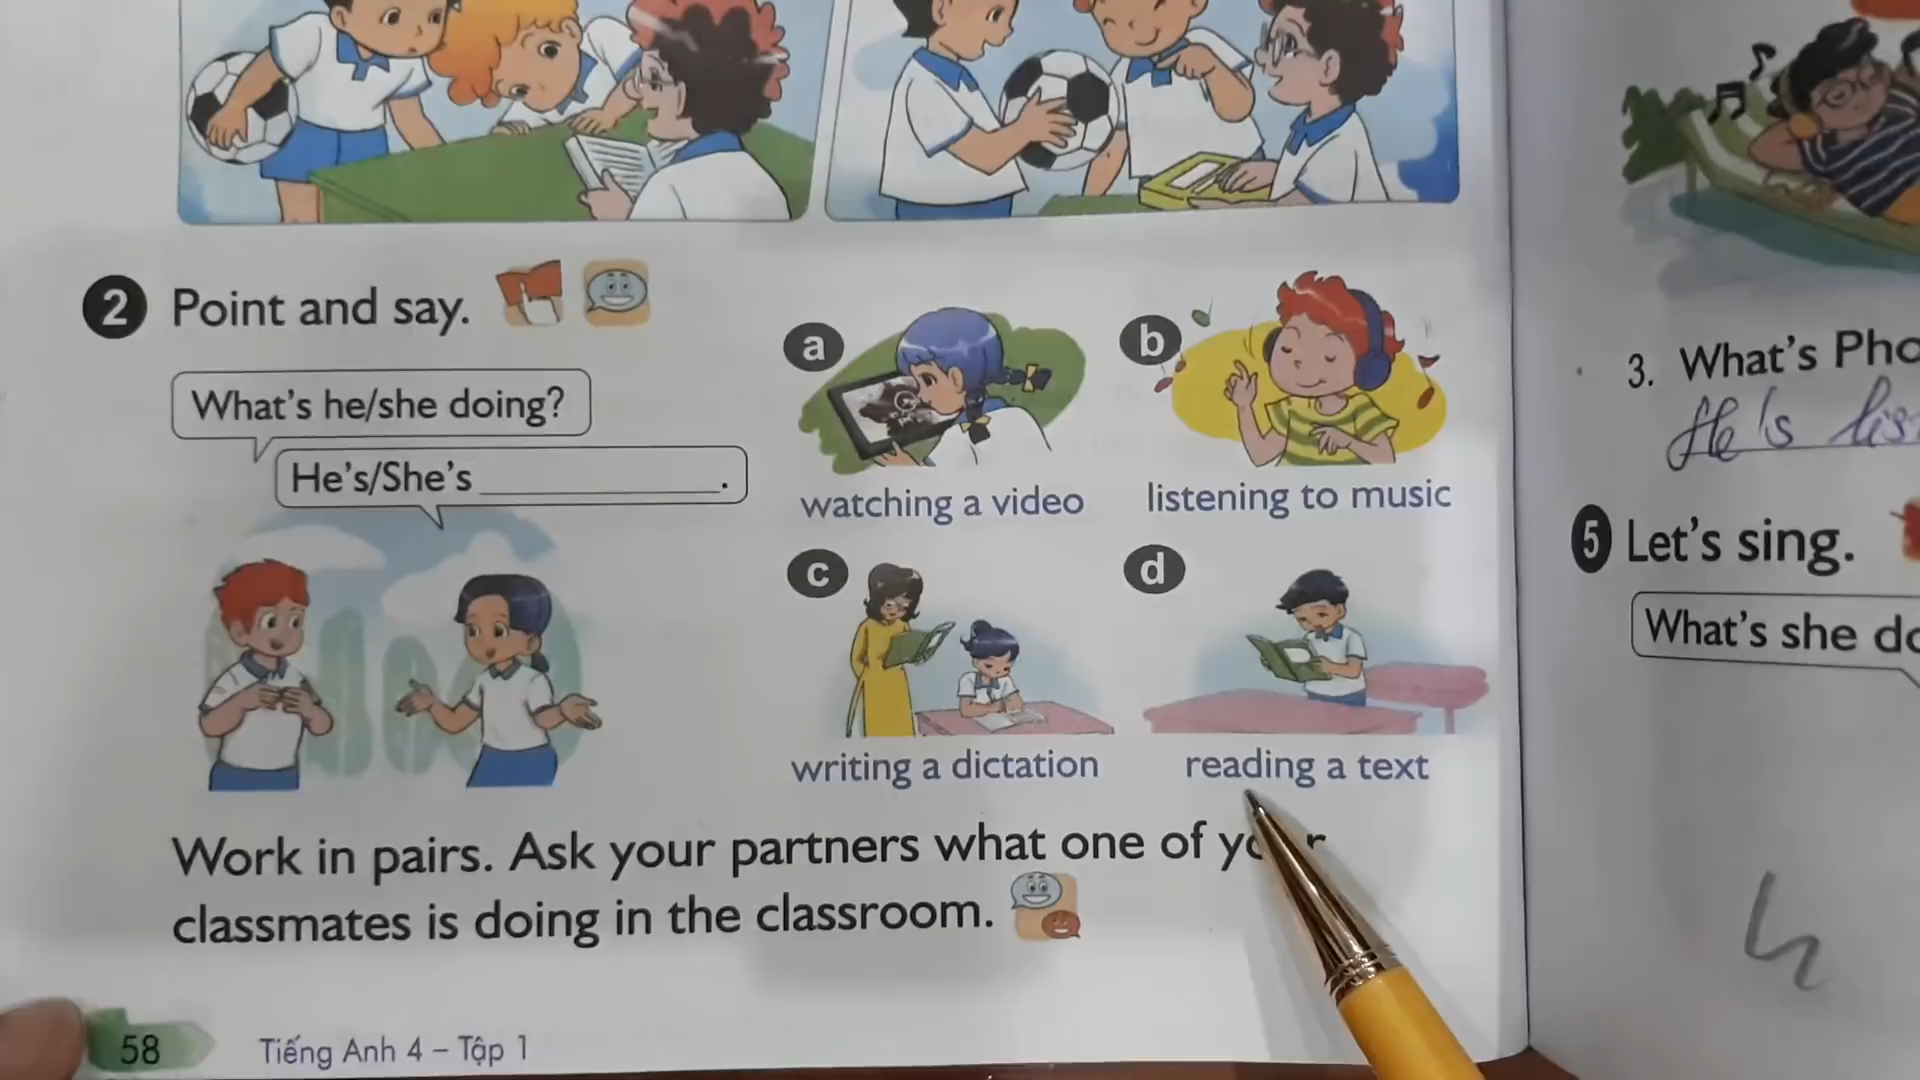 2 Point and say.
What's he/she doing?
He's/She's ____________.
a
watching a video
b
listening to music
c
writing a dictation
d
reading a text
Work in pairs. Ask your partners what one of
classmates is doing in the classroom.
58 Tiếng Anh 4 – Tập 1
3. What's
He's
5 Let's sing.
What's she